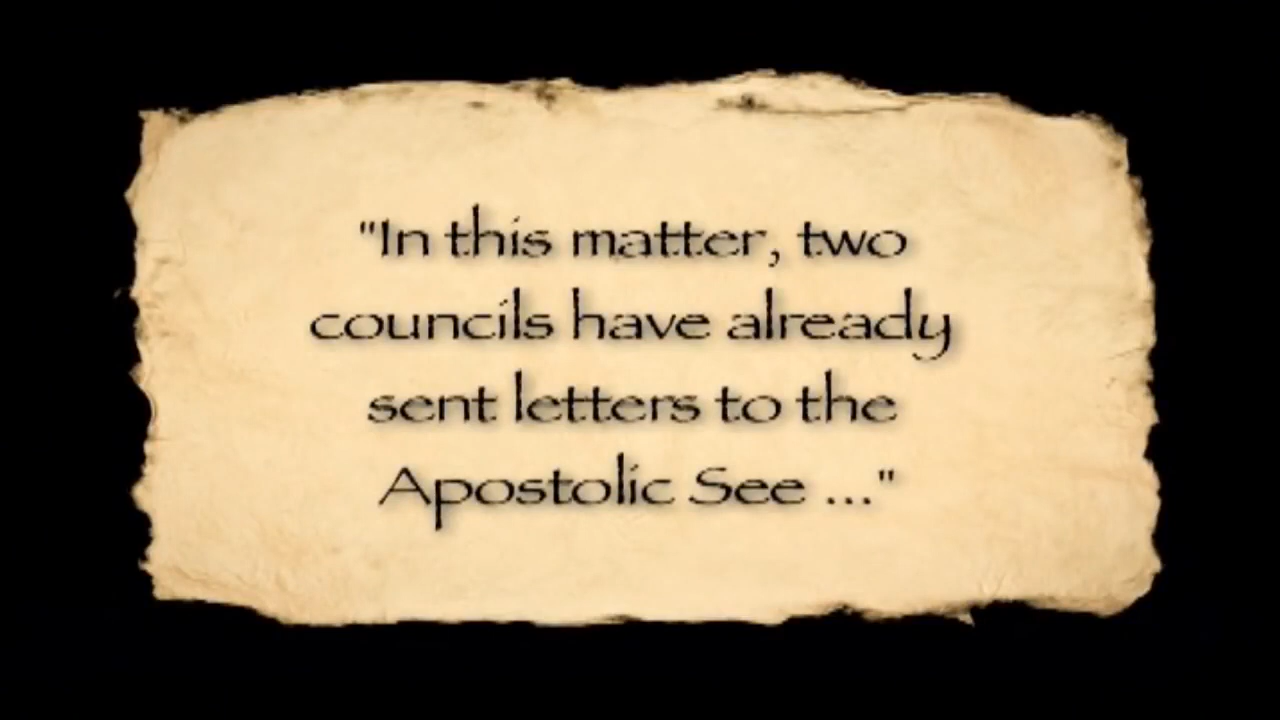 "In this matter, two
councils have already
sent letters to the
Apostolic See ..."